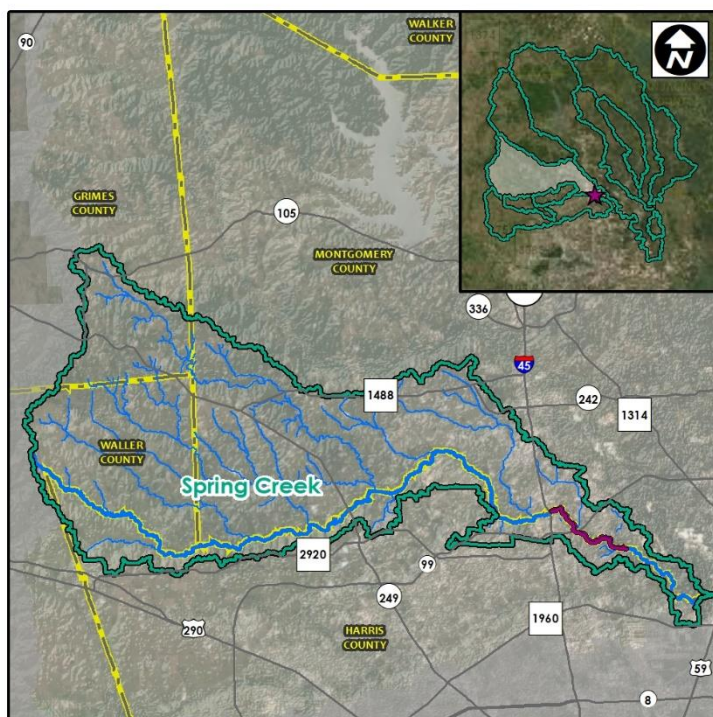 90
WALKER
COUNTY
N
GRIMES
COUNTY
105
MONTGOMERY
COUNTY
336
45
1488
242
1314
WALLER
COUNTY
Spring Creek
2920
99
249
290
HARRIS
COUNTY
1960
59
8